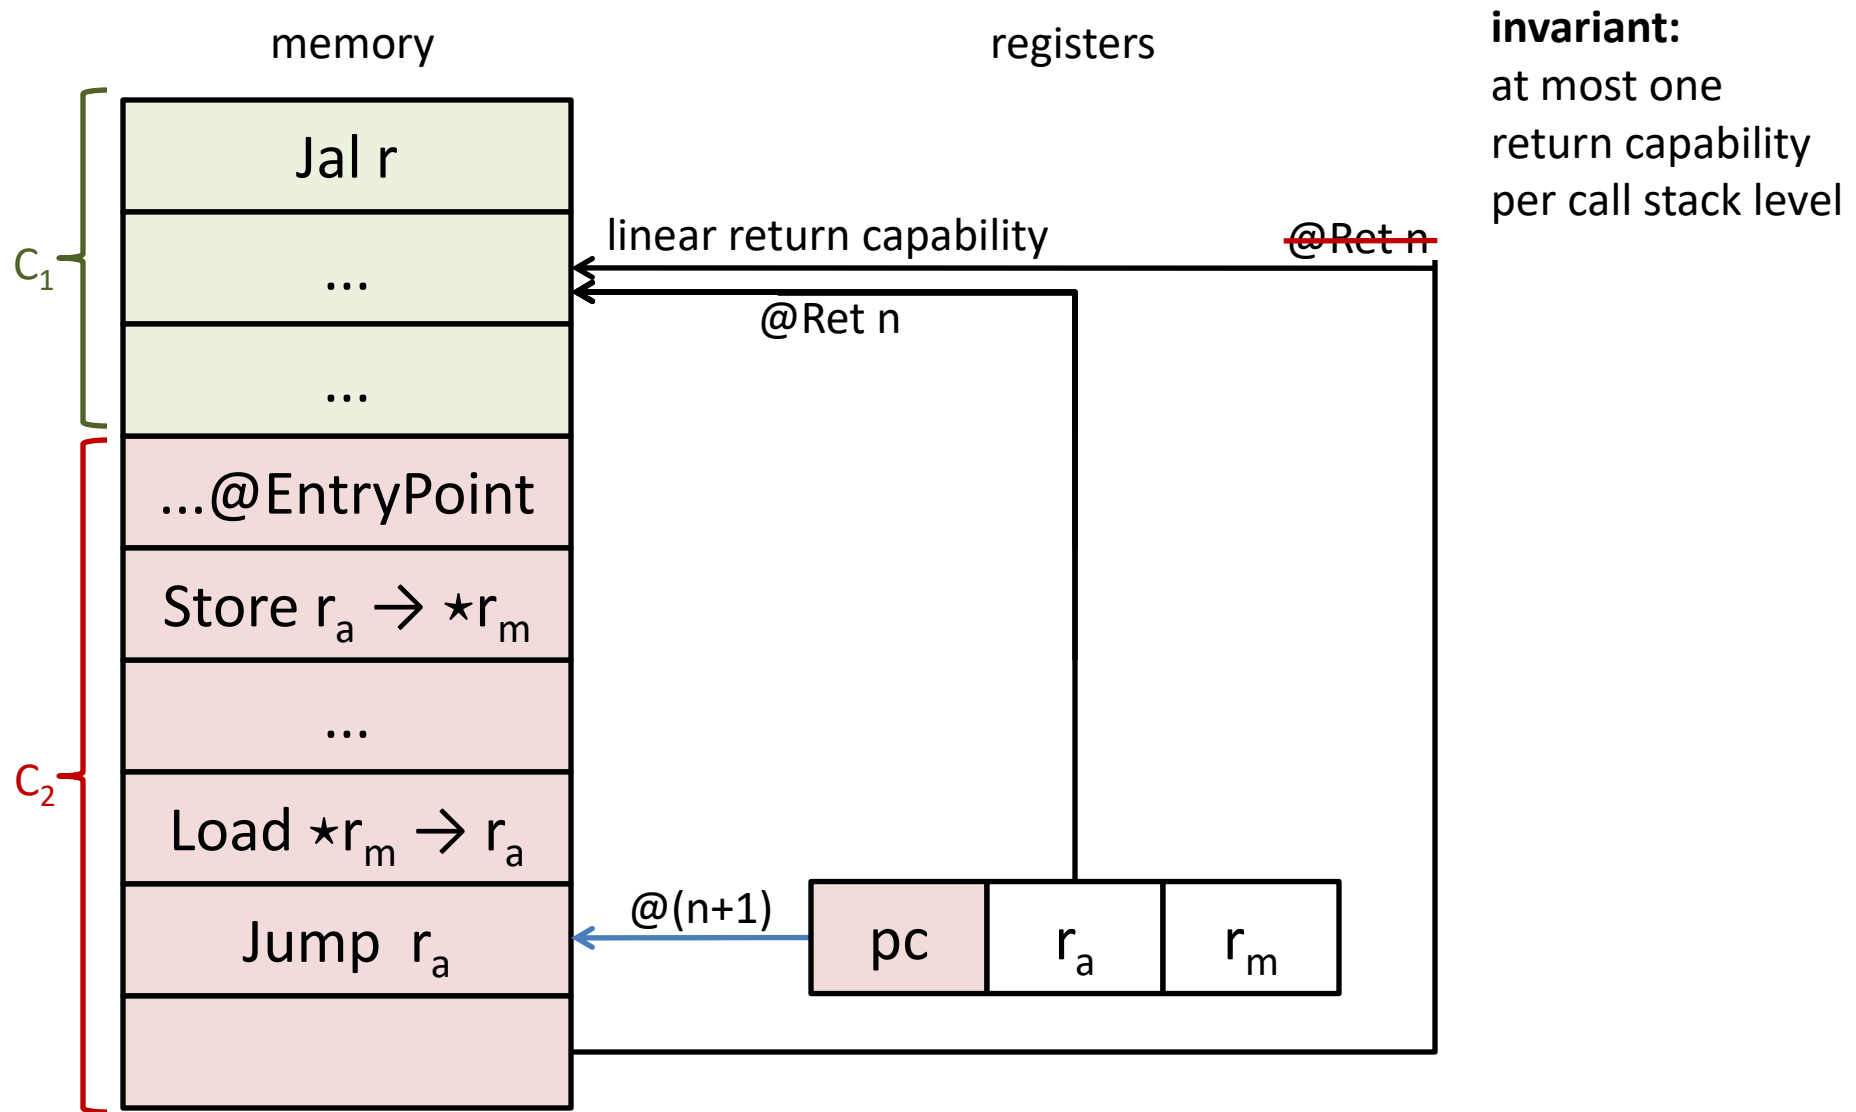 memory
registers
invariant:
at most one
return capability
per call stack level
C₁
Jal r
...
...
linear return capability
@Ret n
@Ret n
C₂
...@EntryPoint
Store rₐ → ⋆rₘ
...
Load ⋆rₘ → rₐ
Jump rₐ
@(n+1)
pc
rₐ
rₘ